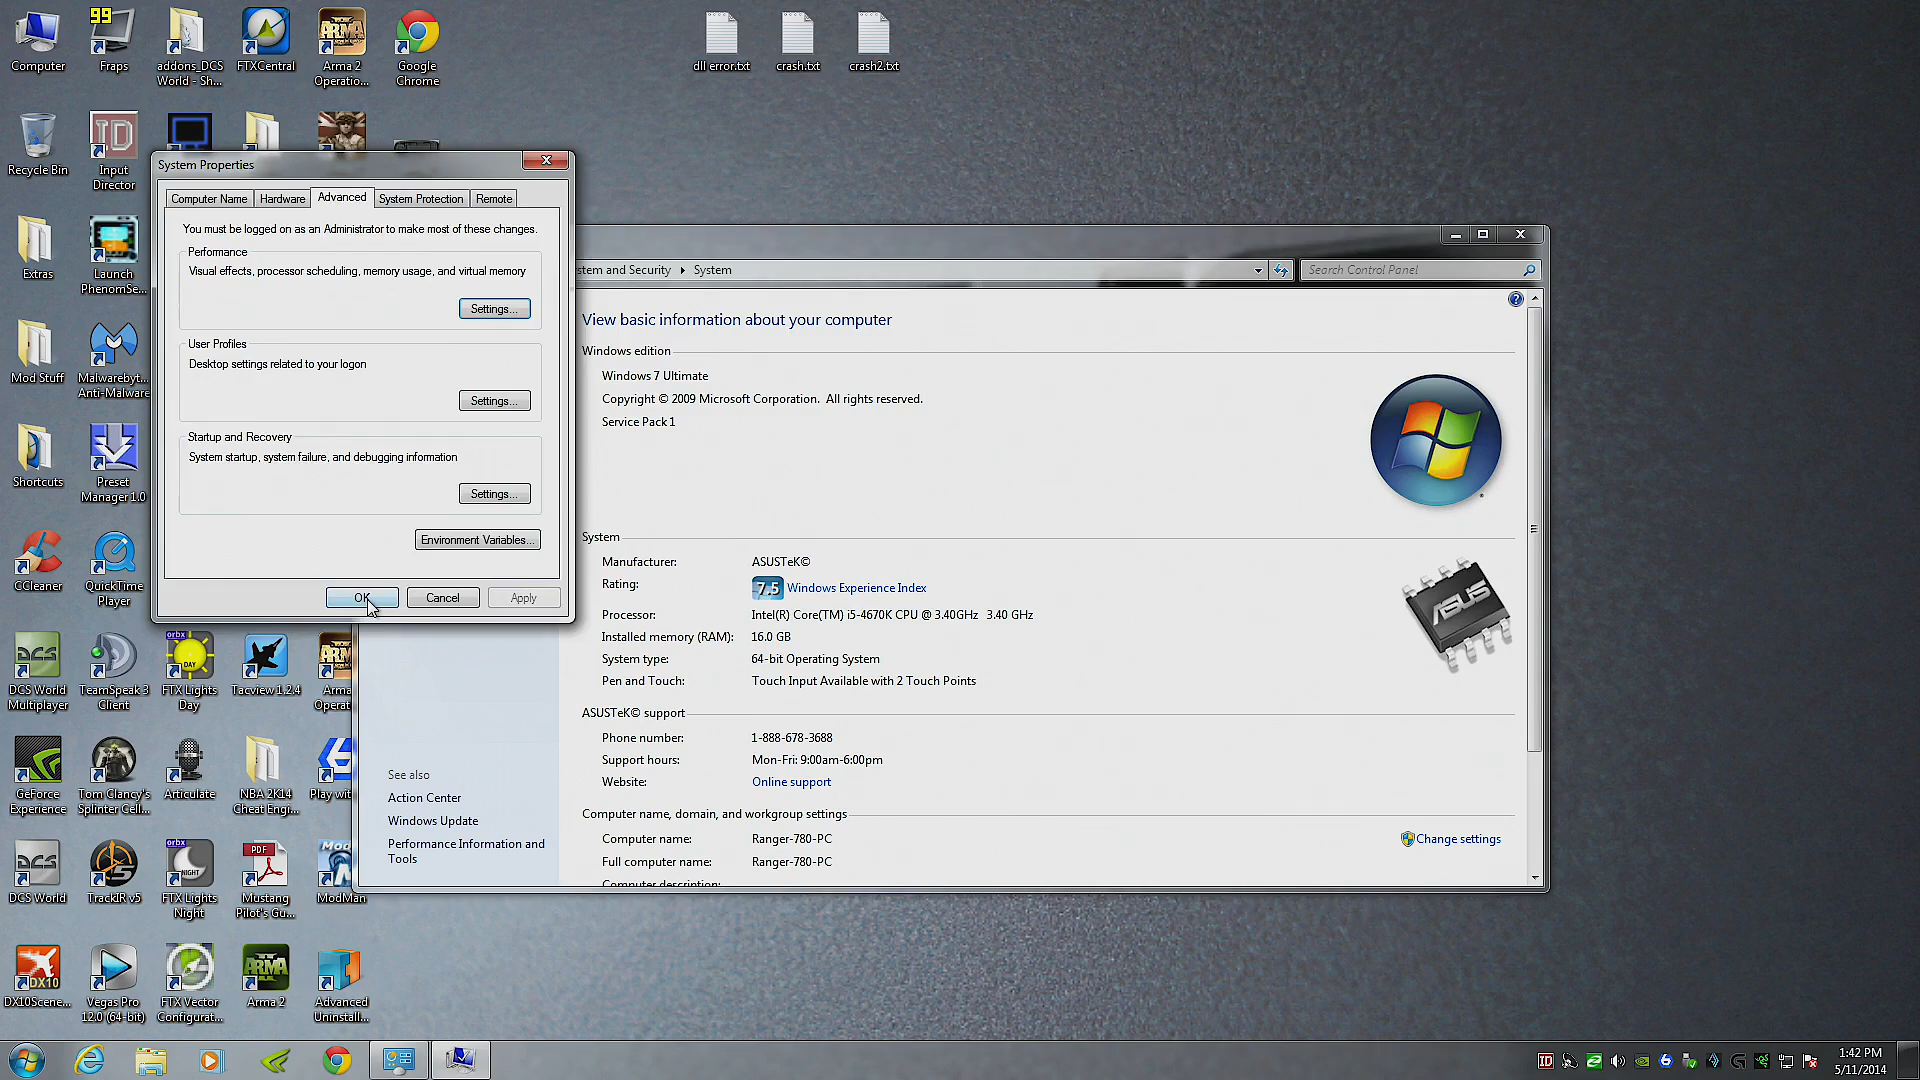 99
Computer
Fraps
addons_DCS
World - Sh...
FTXCentral
Arma 2
Operatio...
Google
Chrome
dll error.txt
crash.txt
crash2.txt
Recycle Bin
Input
Director
Extras
Launch
PhenomSe...
Mod Stuff
Malwarebyt...
Anti-Malware
Shortcuts
Preset
Manager 1.0
CCleaner
QuickTime
Player
System Properties
Computer Name
Hardware
Advanced
System Protection
Remote
You must be logged on as an Administrator to make most of these changes.
Performance
Visual effects, processor scheduling, memory usage, and virtual memory
Settings...
User Profiles
Desktop settings related to your logon
Settings...
Startup and Recovery
System startup, system failure, and debugging information
Settings...
Environment Variables...
OK
Cancel
Apply
stem and Security
System
Search Control Panel
View basic information about your computer
Windows edition
Windows 7 Ultimate
Copyright © 2009 Microsoft Corporation. All rights reserved.
Service Pack 1
System
Manufacturer: ASUSTeK©
Rating: 7.5 Windows Experience Index
Processor: Intel(R) Core(TM) i5-4670K CPU @ 3.40GHz 3.40 GHz
Installed memory (RAM): 16.0 GB
System type: 64-bit Operating System
Pen and Touch: Touch Input Available with 2 Touch Points
ASUS
ASUSTeK© support
Phone number: 1-888-678-3688
Support hours: Mon-Fri: 9:00am-6:00pm
Website: Online support
Computer name, domain, and workgroup settings
Computer name: Ranger-780-PC
Change settings
Full computer name: Ranger-780-PC
Computer description:
See also
Action Center
Windows Update
Performance Information and
Tools
DCS World
Multiplayer
TeamSpeak 3
Client
FTX Lights
Day
Tacview 1.2.4
Arma
Operat
GeForce
Experience
Tom Clancy's
Splinter Cell...
Articulate
NBA 2K14
Cheat Engi...
Play wit
DCS World
TrackIR v5
FTX Lights
Night
Mustang
Pilot's Gu...
ModMan
DX10Scene...
Vegas Pro
12.0 (64-bit)
FTX Vector
Configurat...
Arma 2
Advanced
Uninstall...
1:42 PM
5/11/2014